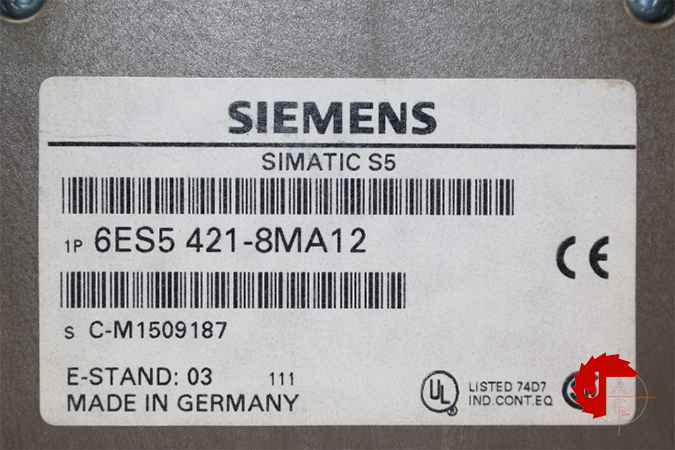 SIEMENS
SIMATIC S5
1P 6ES5 421-8MA12
CE
S C-M1509187
E-STAND: 03 111
MADE IN GERMANY
UL LISTED 74D7
IND.CONT.EQ